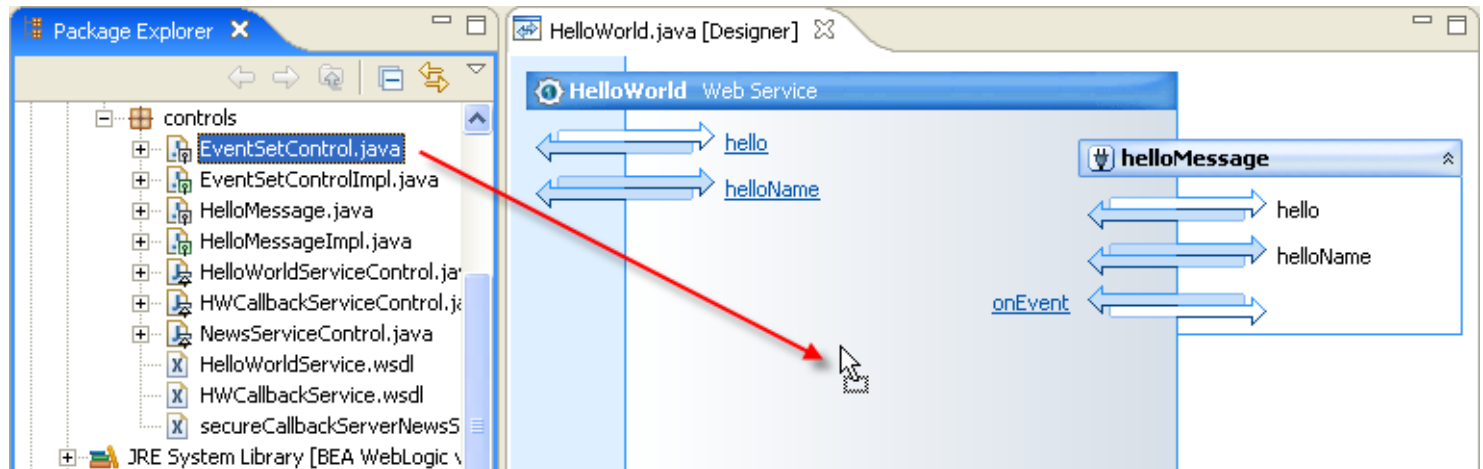 Package Explorer
HelloWorld.java [Designer]
controls
EventSetControl.java
EventSetControlImpl.java
HelloMessage.java
HelloMessageImpl.java
HelloWorldServiceControl.ja
HWCallbackServiceControl.j
NewsServiceControl.java
HelloWorldService.wsdl
HWCallbackService.wsdl
secureCallbackServerNewsS
JRE System Library [BEA WebLogic
HelloWorld Web Service
hello
helloName
helloMessage
hello
helloName
onEvent